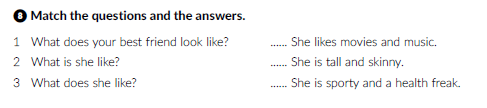 8 Match the questions and the answers.
1 What does your best friend look like? ...... She likes movies and music.
2 What is she like? ...... She is tall and skinny.
3 What does she like? ...... She is sporty and a health freak.